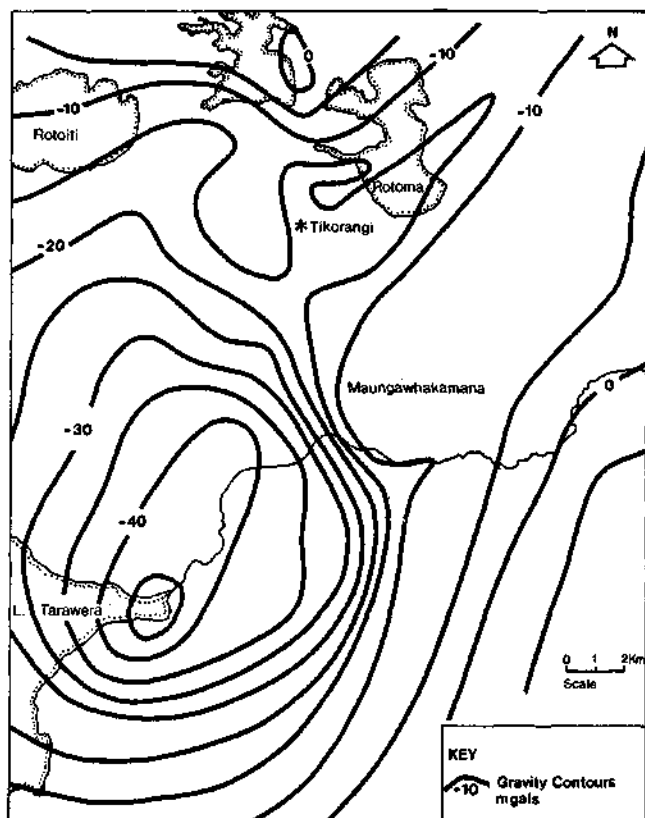 N
0
-10
-10
-10
Rotoiti
Rotoma
Tikorangi
-20
Maungawhakamana
0
-30
-40
L. Tarawera
0 1 2Km
Scale
KEY
-10
Gravity Contours
mgals